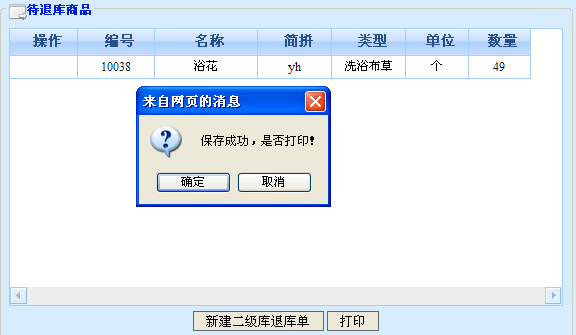 待退库商品
操作 编号 名称 简拼 类型 单位 数量
10038 浴花 yh 洗浴布草 个 49
来自网页的消息
保存成功，是否打印！
确定 取消
新建二级库退库单 打印